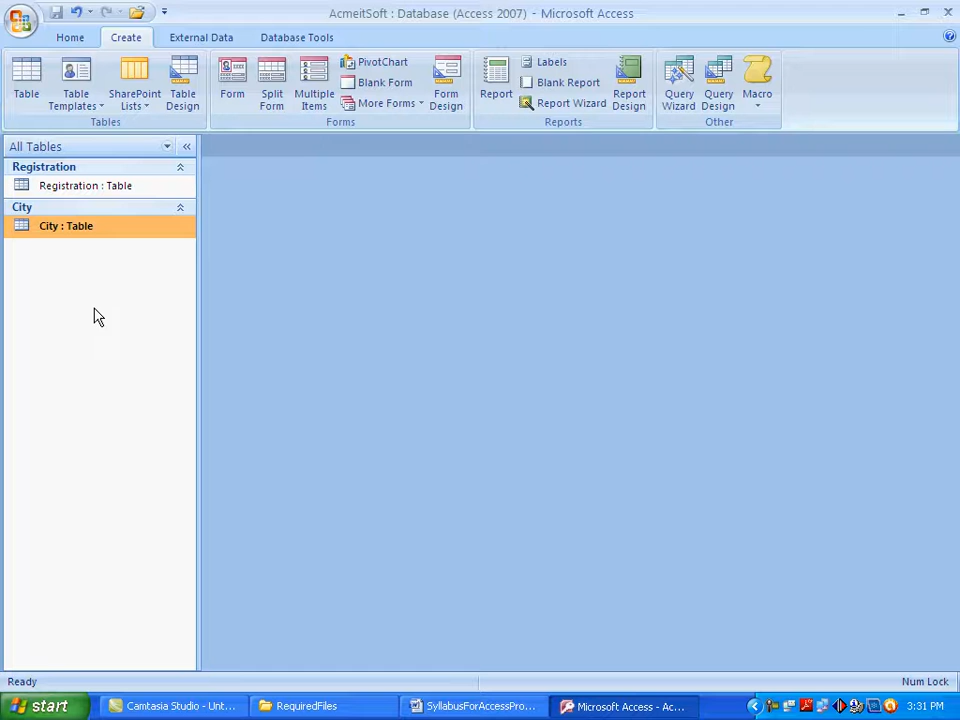 AcmeitSoft : Database (Access 2007) - Microsoft Access
Home Create External Data Database Tools
Table
Table Templates
SharePoint Lists
Table Design
Tables
Form
Split Form
Multiple Items
PivotChart
Blank Form
More Forms
Form Design
Forms
Report
Labels
Blank Report
Report Wizard
Report Design
Reports
Query Wizard
Query Design
Macro
Other
All Tables
Registration
Registration : Table
City
City : Table
Ready
Num Lock
start
Camtasia Studio - Unt...
RequiredFiles
SyllabusForAccessPro...
Microsoft Access - Ac...
3:31 PM